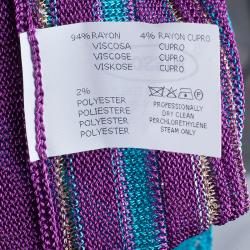 94% RAYON 4% RAYON CUPRO
VISCOSA CUPRO
VISCOSE CUPRO
VISKOSE CUPRO
2%
POLYESTER
POLIESTERE
POLYESTER
POLYESTER
PROFESSIONALLY
DRY CLEAN
PERCHLORETHYLENE
STEAM ONLY